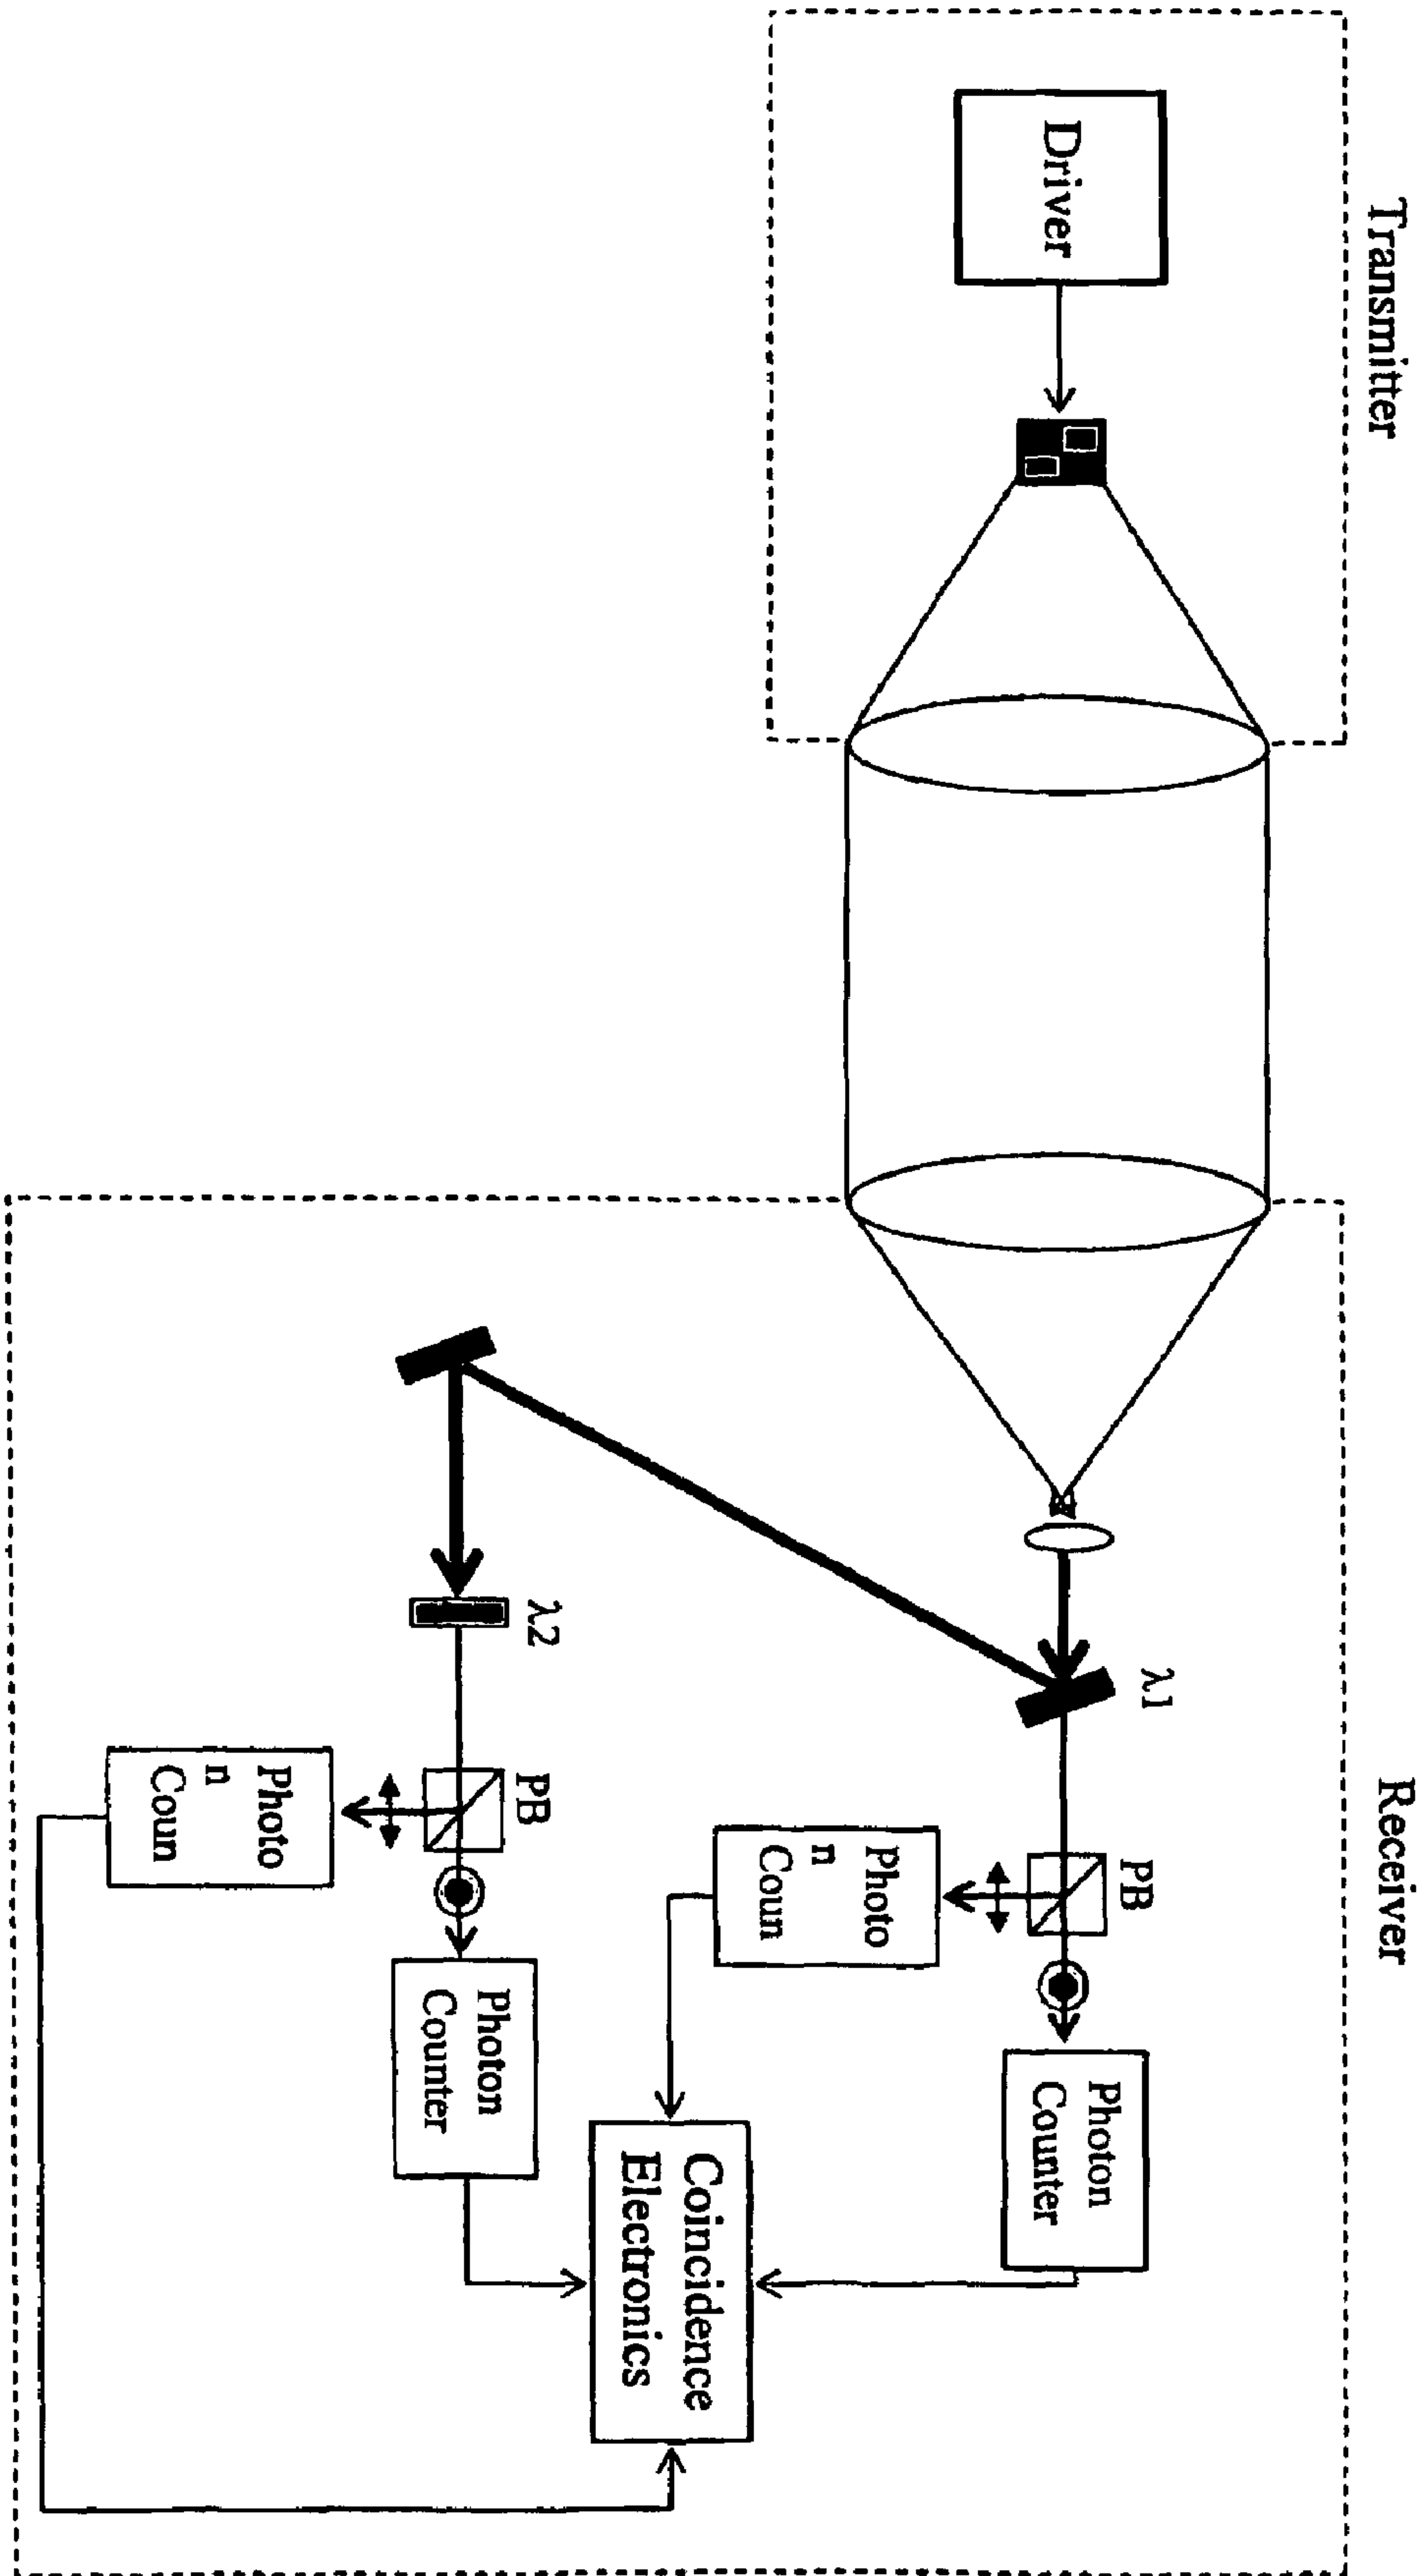 Transmitter
Driver
Receiver
λ1
PB
Photon
Counter
Photo
n
Coun
λ2
PB
Photon
Counter
Photo
n
Coun
Coincidence
Electronics